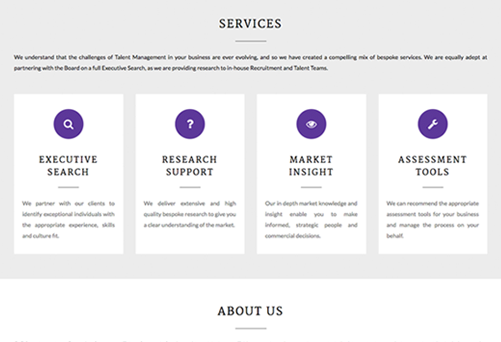 SERVICES
We understand that the challenges of Talent Management in your business are ever evolving, and so we have created a compelling mix of bespoke services. We are equally adept at
partnering with the Board on a full Executive Search, as we are providing research to in-house Recruitment and Talent Teams.
EXECUTIVE
SEARCH
We partner with our clients to
identify exceptional individuals with
the appropriate experience, skills
and culture fit.
?
RESEARCH
SUPPORT
We deliver extensive and high
quality bespoke research to give you
a clear understanding of the market.
MARKET
INSIGHT
Our in depth market knowledge and
insight enable you to make
informed, strategic people and
commercial decisions.
ASSESSMENT
TOOLS
We can recommend the appropriate
assessment tools for your business
and manage the process on your
behalf.
ABOUT US